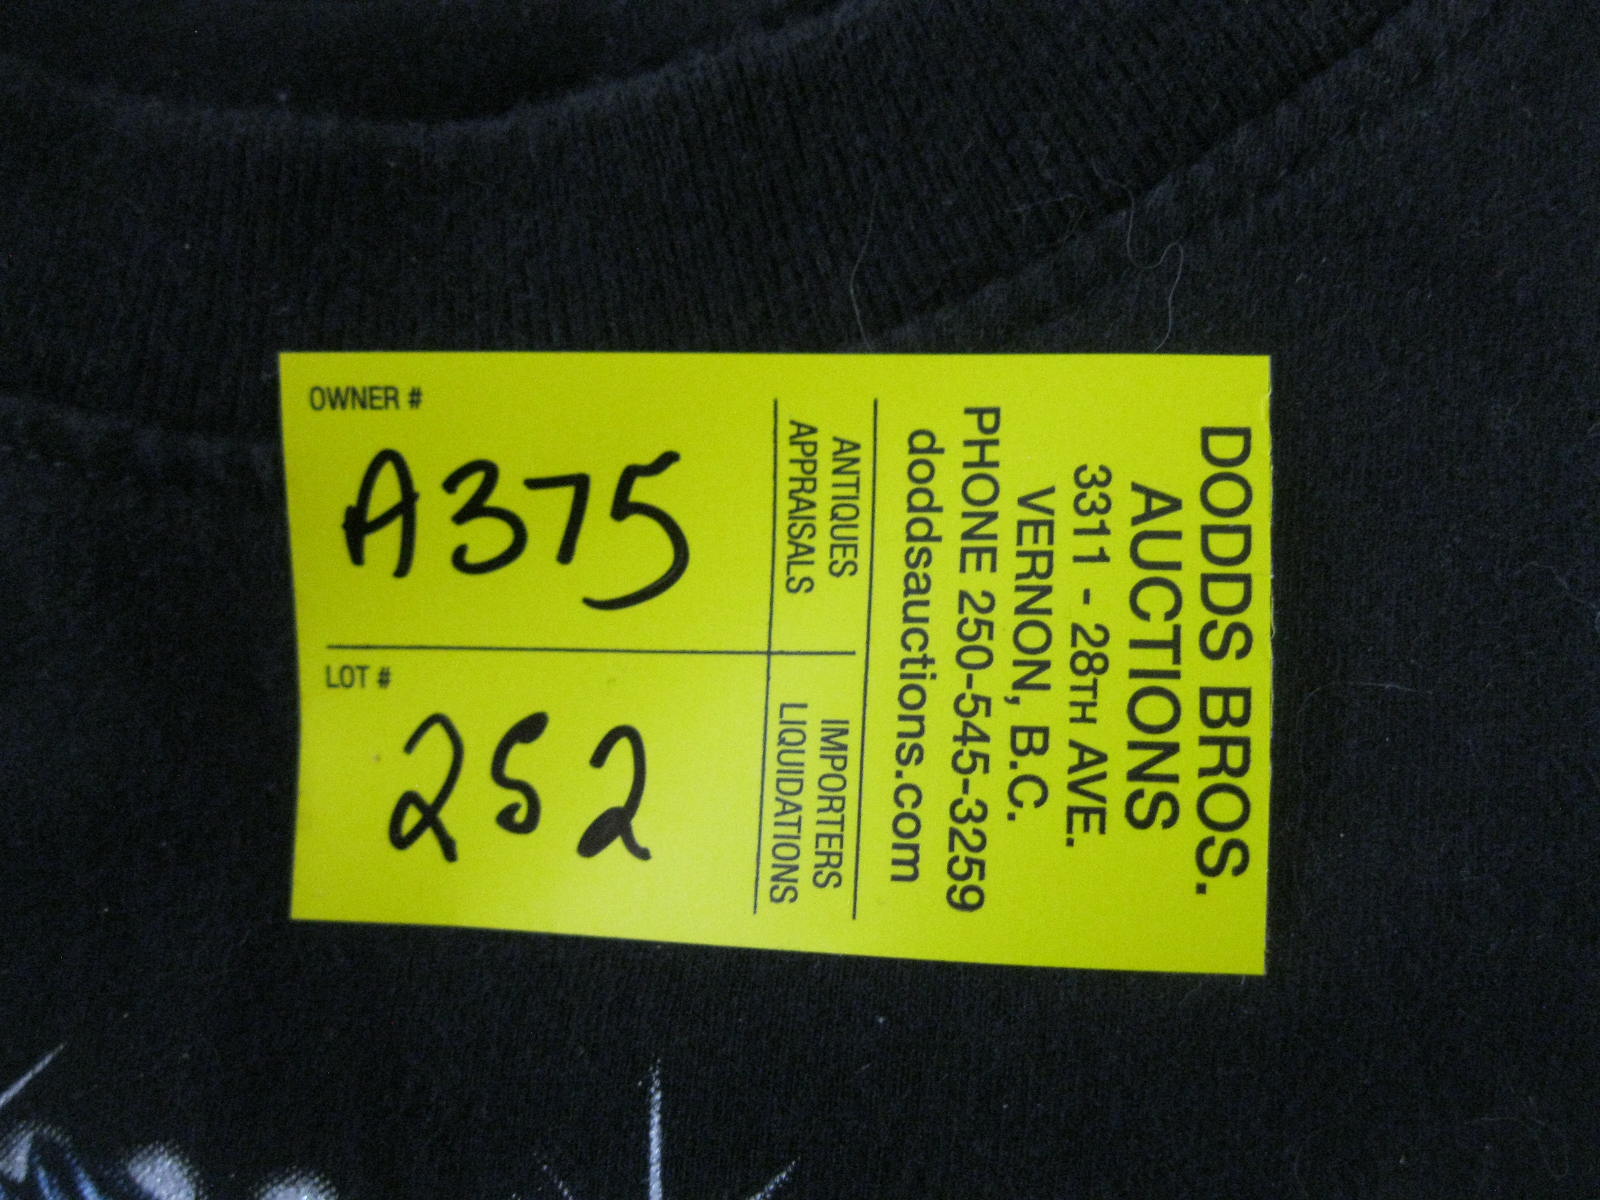 DODDS BROS.
AUCTIONS
3311 - 28TH AVE.
VERNON, B.C.
PHONE 250-545-3259
doddsauctions.com
ANTIQUES
APPRAISALS
IMPORTERS
LIQUIDATIONS
OWNER #
A375
LOT #
252